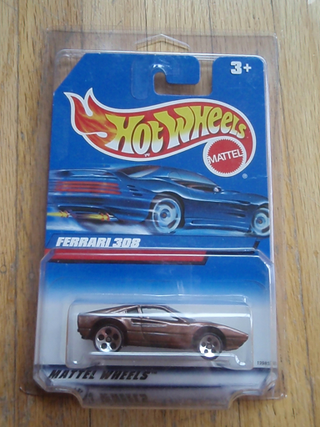 3+
HOT WHEELS
MATTEL
FERRARI 308
MATTEL WHEELS